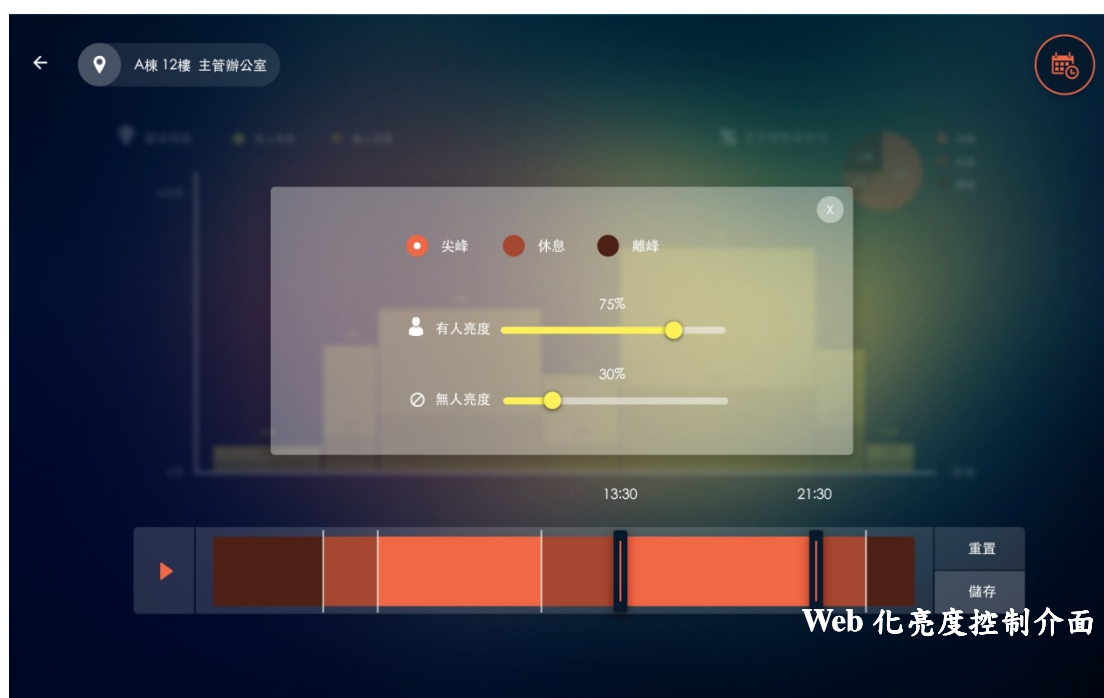 A棟 12樓 主管辦公室
X
尖峰 休息 離峰
75%
有人亮度
30%
無人亮度
13:30 21:30
重置
儲存
Web 化亮度控制介面